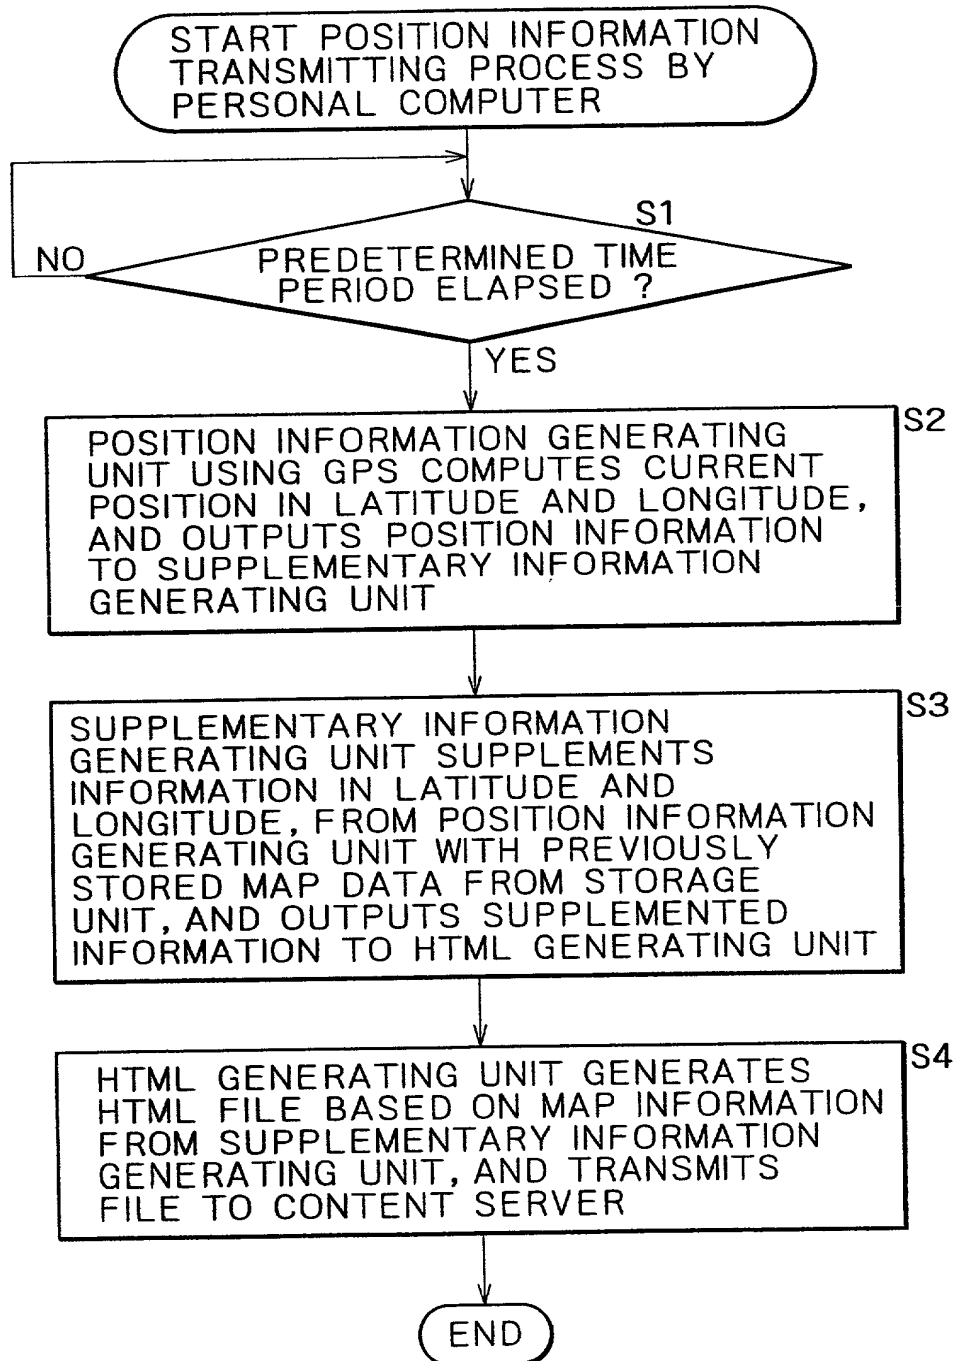 START POSITION INFORMATION
TRANSMITTING PROCESS BY
PERSONAL COMPUTER
S1
NO
PREDETERMINED TIME
PERIOD ELAPSED ?
YES
S2
POSITION INFORMATION GENERATING
UNIT USING GPS COMPUTES CURRENT
POSITION IN LATITUDE AND LONGITUDE,
AND OUTPUTS POSITION INFORMATION
TO SUPPLEMENTARY INFORMATION
GENERATING UNIT
S3
SUPPLEMENTARY INFORMATION
GENERATING UNIT SUPPLEMENTS
INFORMATION IN LATITUDE AND
LONGITUDE, FROM POSITION INFORMATION
GENERATING UNIT WITH PREVIOUSLY
STORED MAP DATA FROM STORAGE
UNIT, AND OUTPUTS SUPPLEMENTED
INFORMATION TO HTML GENERATING UNIT
S4
HTML GENERATING UNIT GENERATES
HTML FILE BASED ON MAP INFORMATION
FROM SUPPLEMENTARY INFORMATION
GENERATING UNIT, AND TRANSMITS
FILE TO CONTENT SERVER
END